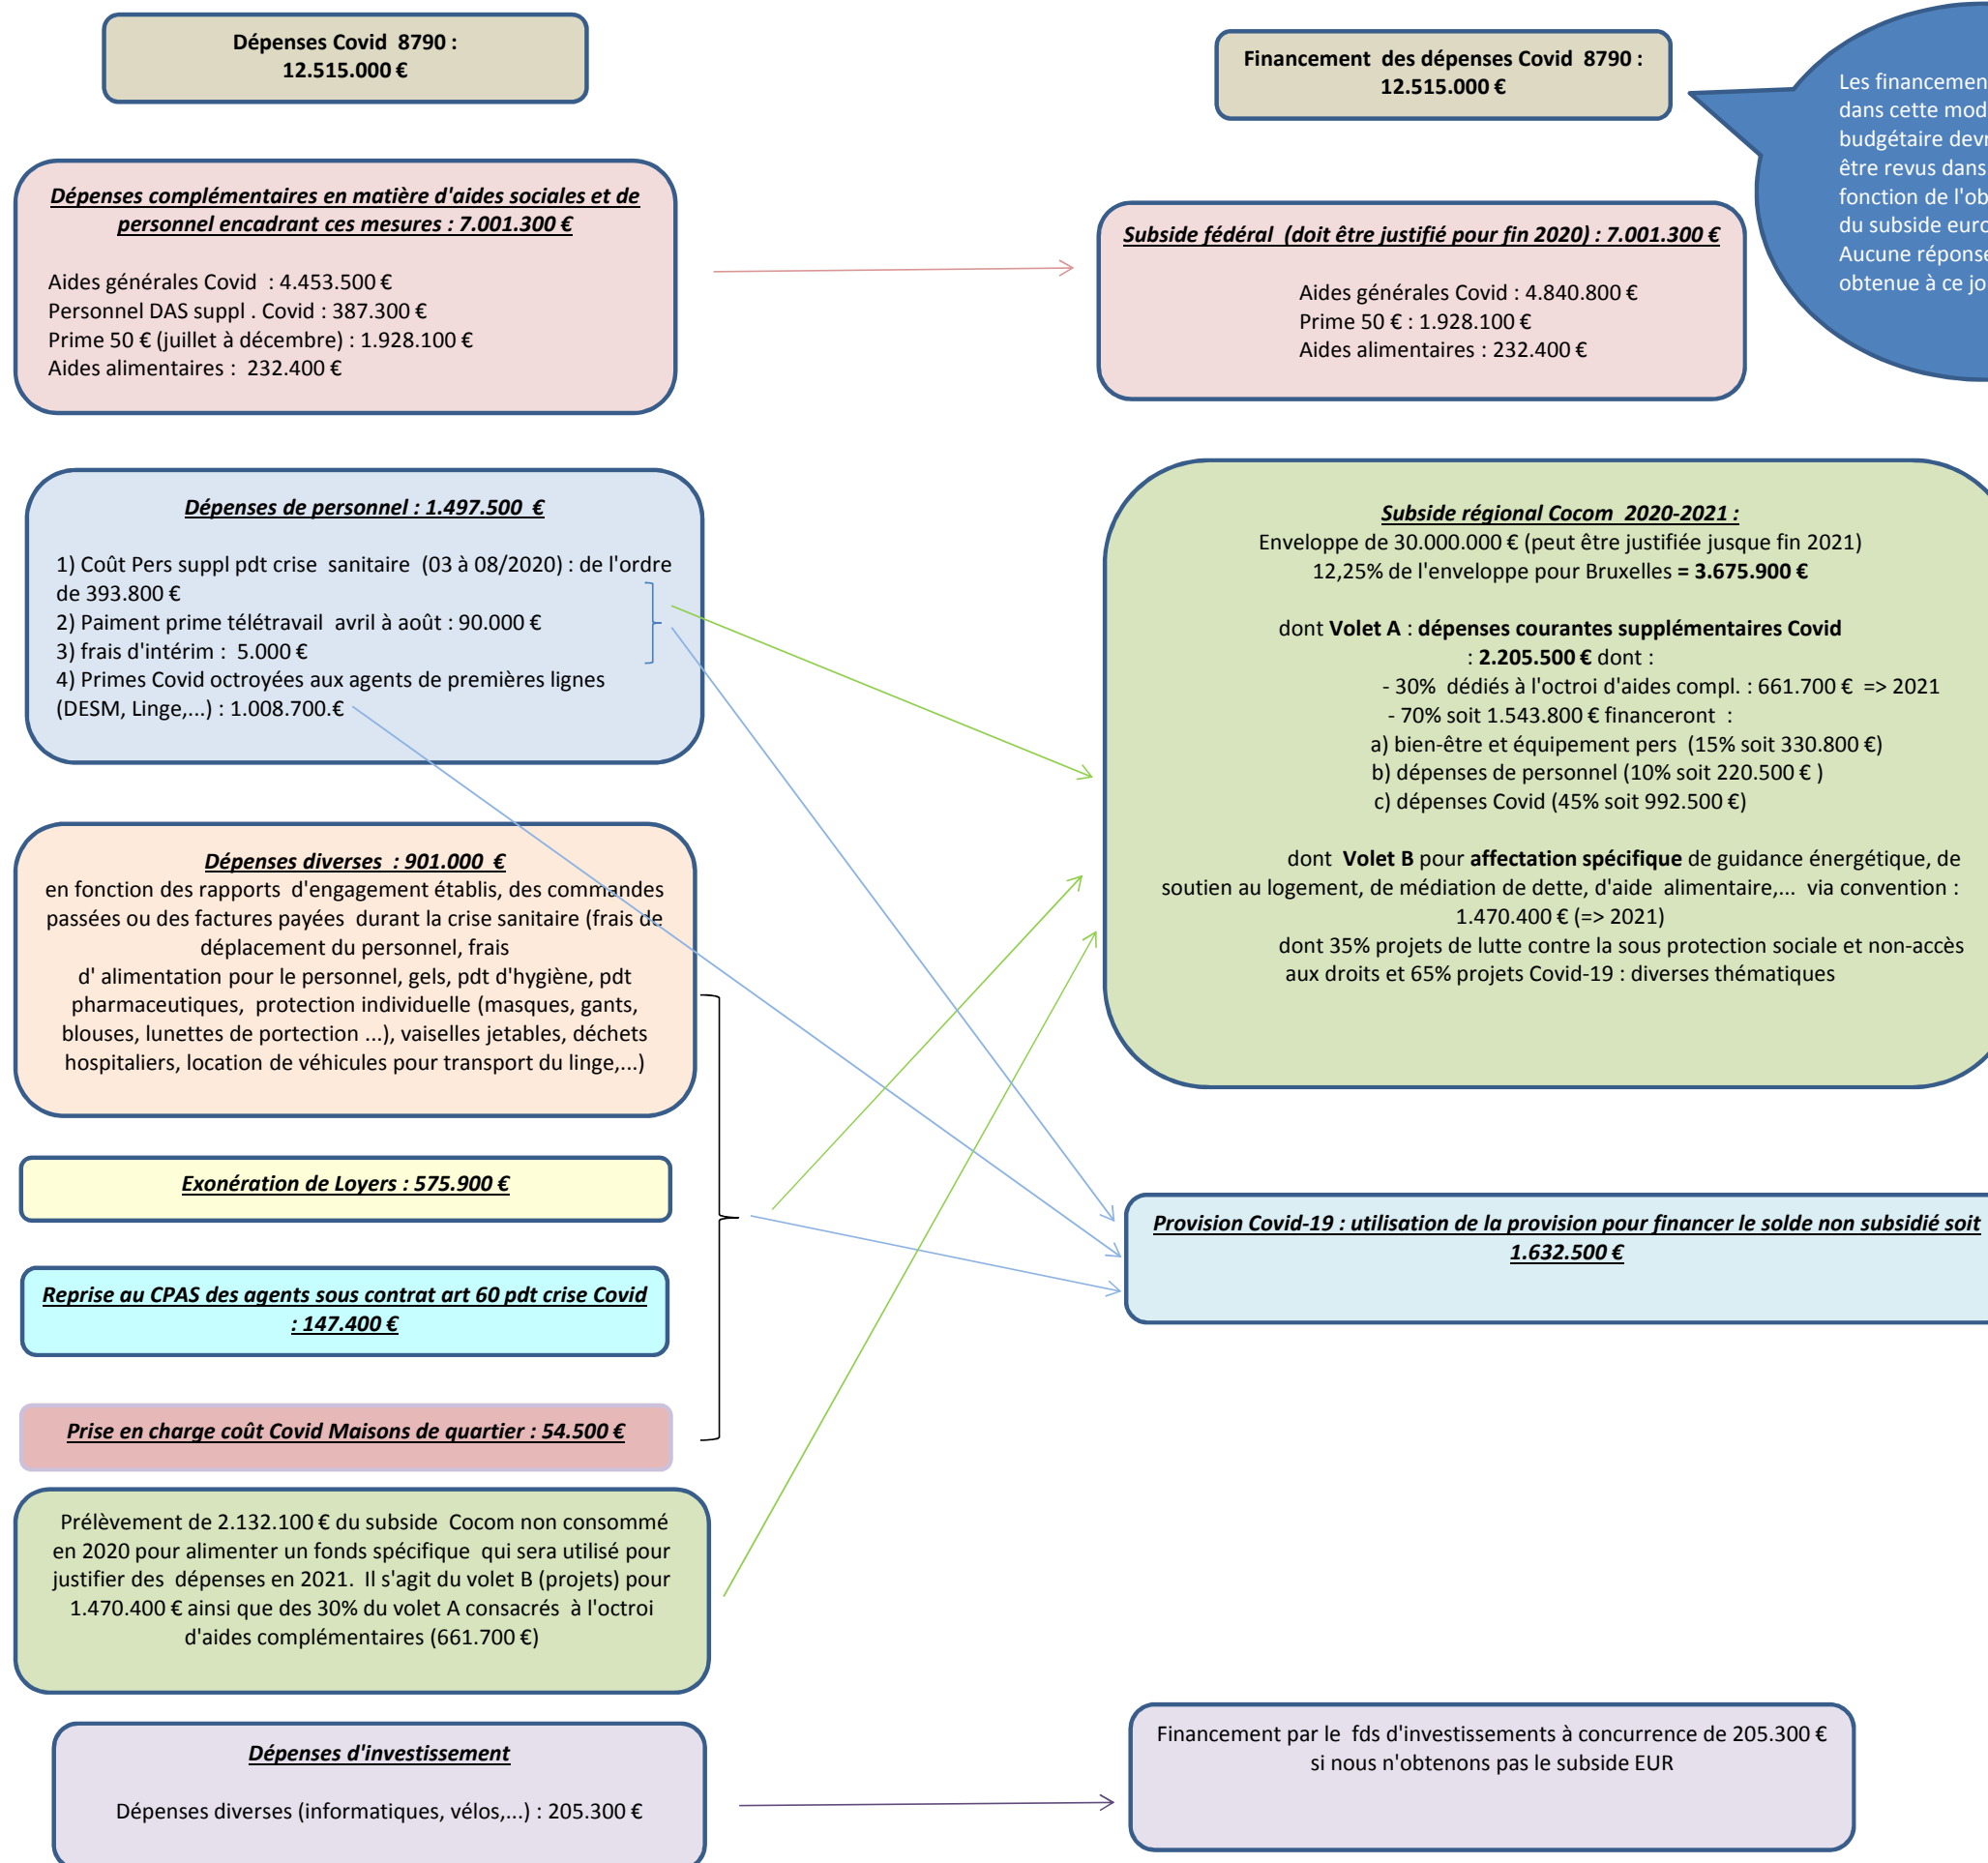 Dépenses Covid 8790 :
12.515.000 €
Financement des dépenses Covid 8790 :
12.515.000 €
Les
dans cette
budgétaire
être revus dans
fonction de
du subside
Aucune
obtenue à ce
Dépenses complémentaires en matière d'aides sociales et de
personnel encadrant ces mesures : 7.001.300 €
Aides générales Covid : 4.453.500 €
Personnel DAS suppl . Covid : 387.300 €
Prime 50 € (juillet à décembre) : 1.928.100 €
Aides alimentaires : 232.400 €
Subside fédéral (doit être justifié pour fin 2020) : 7.001.300 €
Aides générales Covid : 4.840.800 €
Prime 50 € : 1.928.100 €
Aides alimentaires : 232.400 €
Dépenses de personnel : 1.497.500 €
1) Coût Pers suppl pdt crise sanitaire (03 à 08/2020) : de l'ordre
de 393.800 €
2) Paiment prime télétravail avril à août : 90.000 €
3) frais d'intérim : 5.000 €
4) Primes Covid octroyées aux agents de premières lignes
(DESM, Linge,...) : 1.008.700.€
Subside régional Cocom 2020-2021 :
Enveloppe de 30.000.000 € (peut être justifiée jusque fin 2021)
12,25% de l'enveloppe pour Bruxelles = 3.675.900 €
dont Volet A : dépenses courantes supplémentaires Covid
: 2.205.500 € dont :
- 30% dédiés à l'octroi d'aides compl. : 661.700 € => 2021
- 70% soit 1.543.800 € financeront :
a) bien-être et équipement pers (15% soit 330.800 €)
b) dépenses de personnel (10% soit 220.500 € )
c) dépenses Covid (45% soit 992.500 €)
dont Volet B pour affectation spécifique de guidance énergétique, de
soutien au logement, de médiation de dette, d'aide alimentaire,... via convention :
1.470.400 € (=> 2021)
dont 35% projets de lutte contre la sous protection sociale et non-accès
aux droits et 65% projets Covid-19 : diverses thématiques
Dépenses diverses : 901.000 €
en fonction des rapports d'engagement établis, des commandes
passées ou des factures payées durant la crise sanitaire (frais de
déplacement du personnel, frais
d' alimentation pour le personnel, gels, pdt d'hygiène, pdt
pharmaceutiques, protection individuelle (masques, gants,
blouses, lunettes de portection ...), vaiselles jetables, déchets
hospitaliers, location de véhicules pour transport du linge,...)
Exonération de Loyers : 575.900 €
Provision Covid-19 : utilisation de la provision pour financer le solde non subsidié soit
1.632.500 €
Reprise au CPAS des agents sous contrat art 60 pdt crise Covid
: 147.400 €
Prise en charge coût Covid Maisons de quartier : 54.500 €
Prélèvement de 2.132.100 € du subside Cocom non consommé
en 2020 pour alimenter un fonds spécifique qui sera utilisé pour
justifier des dépenses en 2021. Il s'agit du volet B (projets) pour
1.470.400 € ainsi que des 30% du volet A consacrés à l'octroi
d'aides complémentaires (661.700 €)
Dépenses d'investissement
Dépenses diverses (informatiques, vélos,...) : 205.300 €
Financement par le fds d'investissements à concurrence de 205.300 €
si nous n'obtenons pas le subside EUR